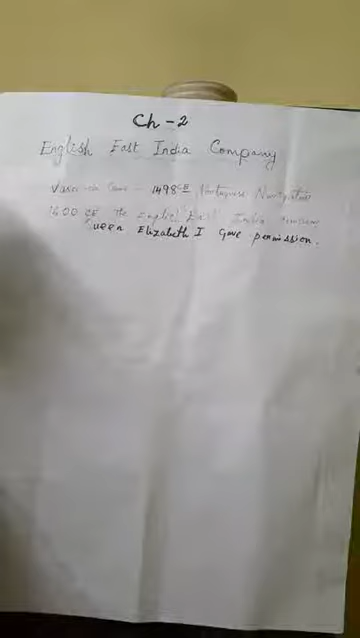 Ch - 2
English East India Company
Vasco da Gama - 1498 CE Portuguese Navigator
1600 CE the English East India Company
Queen Elizabeth I Gave permission.